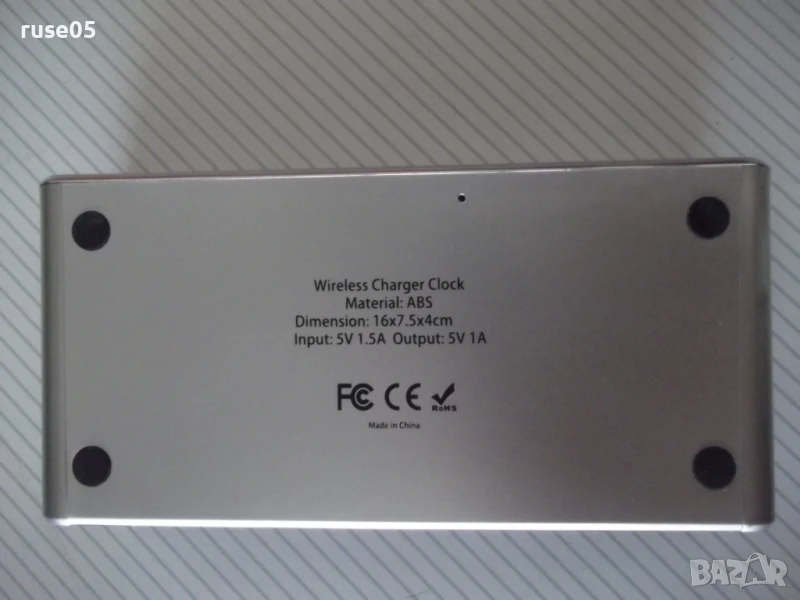 ruse05
Wireless Charger Clock
Material: ABS
Dimension: 16x7.5x4cm
Input: 5V 1.5A Output: 5V 1A
FC CE RoHS
Made in China
BAZAR